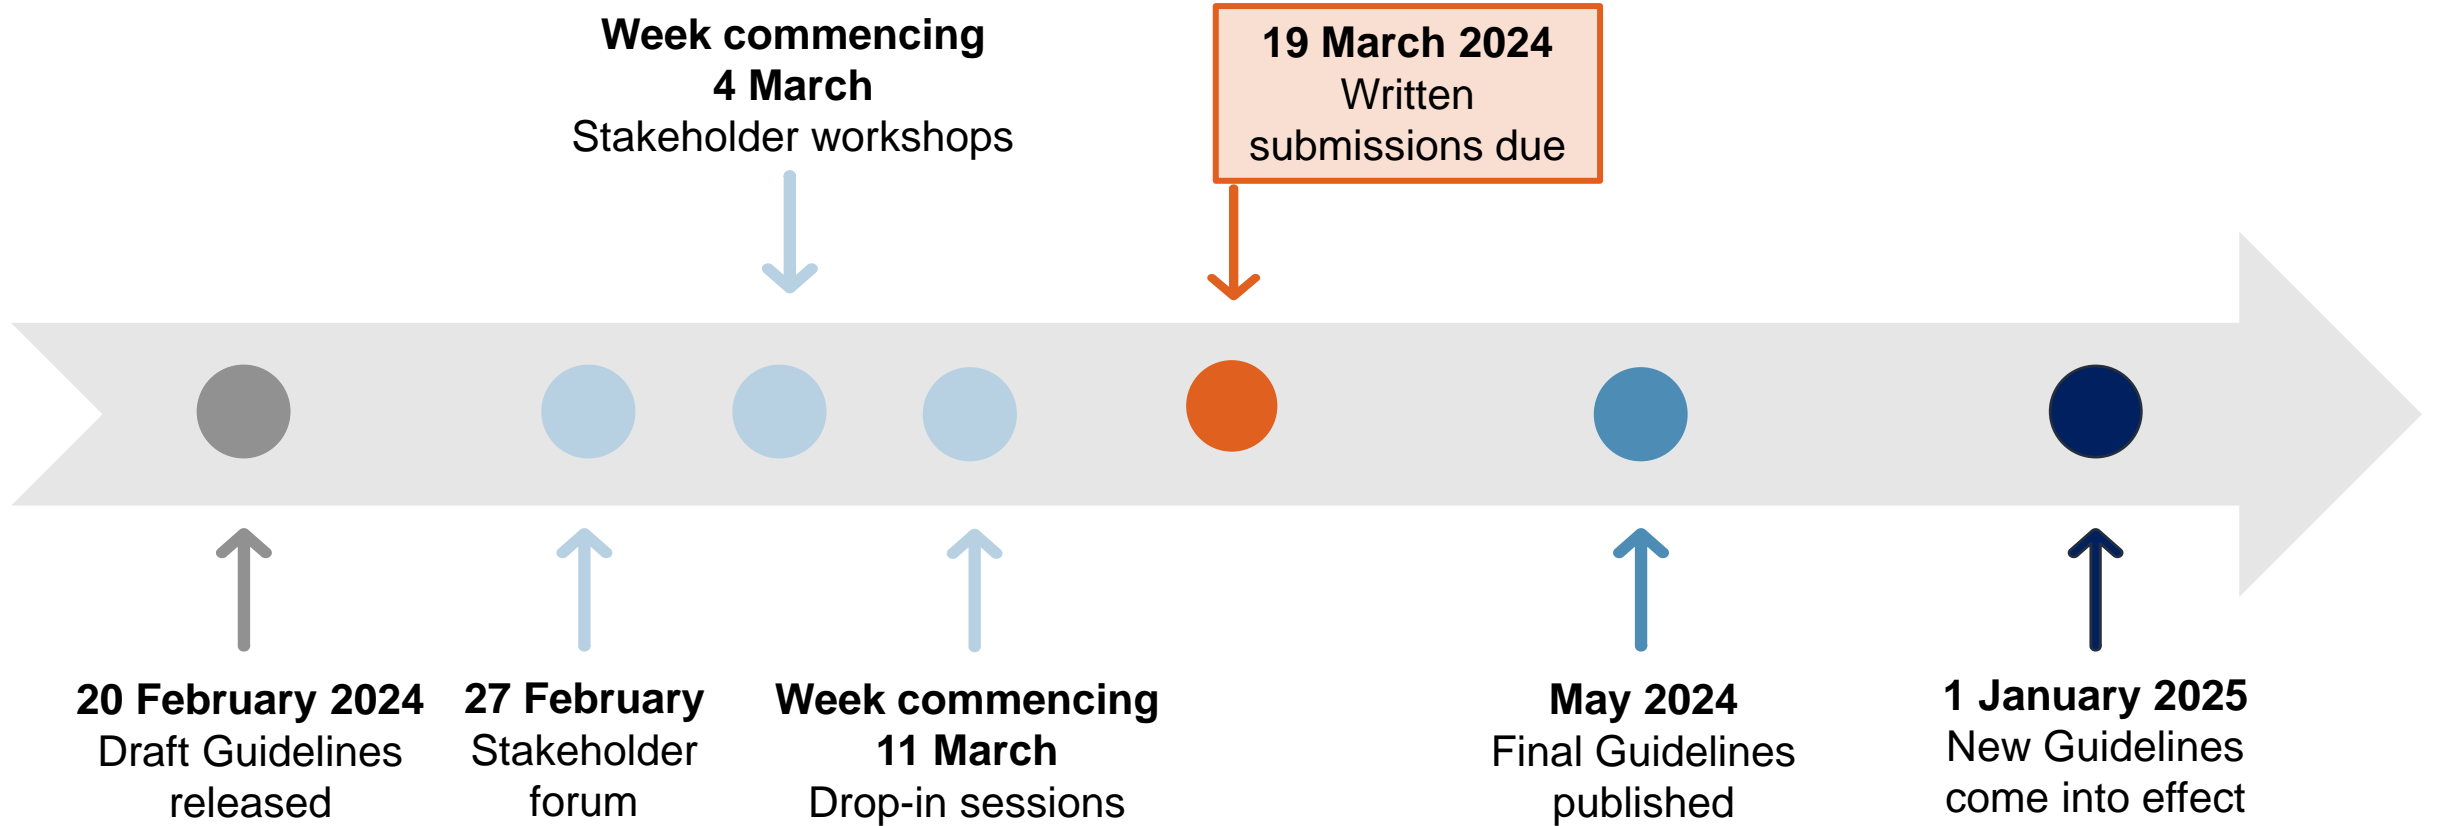 Week commencing
4 March
Stakeholder workshops
19 March 2024
Written
submissions due
20 February 2024
Draft Guidelines
released
27 February
Stakeholder
forum
Week commencing
11 March
Drop-in sessions
May 2024
Final Guidelines
published
1 January 2025
New Guidelines
come into effect